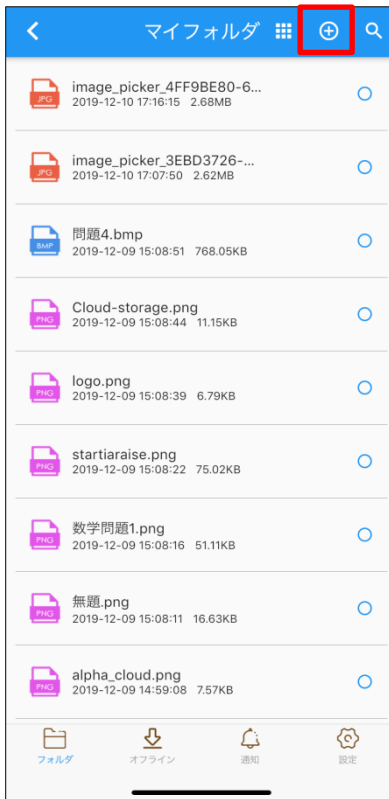 マイフォルダ
image_picker_4FF9BE80-6...
JPG
2019-12-10 17:16:15 2.68MB
image_picker_3EBD3726-...
JPG
2019-12-10 17:07:50 2.62MB
問題4.bmp
BMP
2019-12-09 15:08:51 768.05KB
Cloud-storage.png
PNG
2019-12-09 15:08:44 11.15KB
logo.png
PNG
2019-12-09 15:08:39 6.79KB
startiaraise.png
PNG
2019-12-09 15:08:22 75.02KB
数学問題1.png
PNG
2019-12-09 15:08:16 51.11KB
無題.png
PNG
2019-12-09 15:08:11 16.63KB
alpha_cloud.png
PNG
2019-12-09 14:59:08 7.57KB
フォルダ オフライン 通知 設定